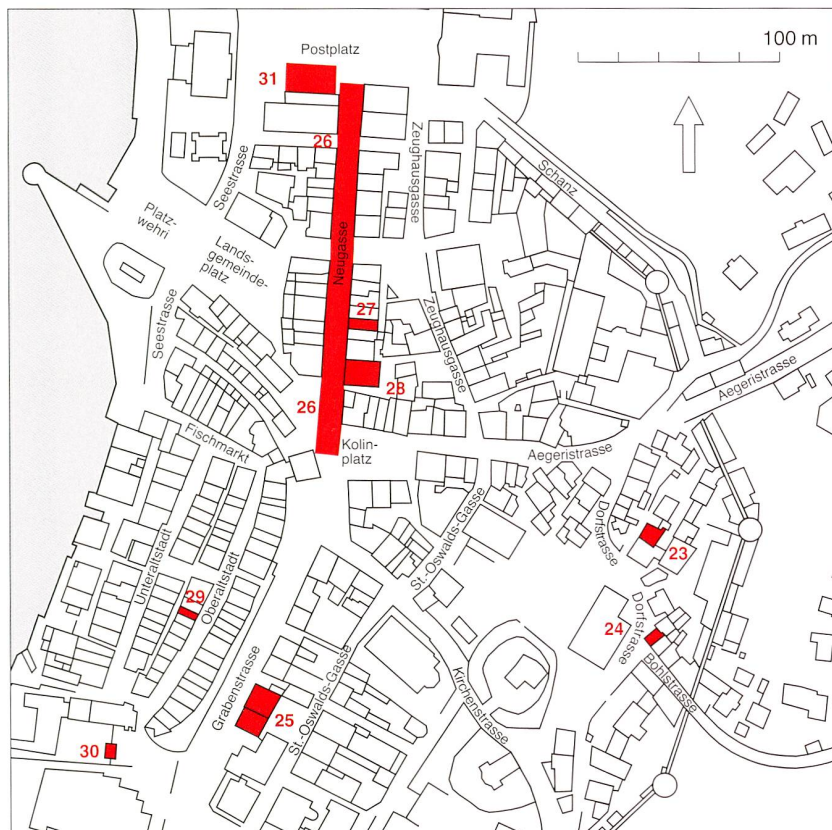 Postplatz
100 m
31
26
Zeughausgasse
Seestrasse
Schanz
Platz-
wehri
Lands-
gemeinde-
platz
Neugasse
27
Zeughausgasse
Seestrasse
28
Aegeristrasse
26
Kolin-
platz
Fischmarkt
Aegeristrasse
St.-Oswalds-Gasse
Dorfstrasse
23
Unteraltstadt
29
Oberaltstadt
24
Dorfstrasse
Bohlstrasse
Kirchenstrasse
Grabenstrasse
25
St.-Oswalds-Gasse
30